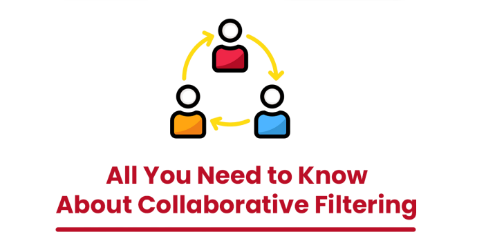 All You Need to Know
About Collaborative Filtering